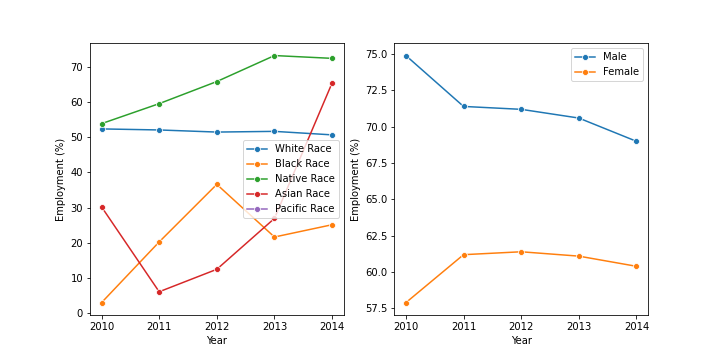 70
60
50
40
30
20
10
0
Employment (%)
2010 2011 2012 2013 2014
Year
White Race
Black Race
Native Race
Asian Race
Pacific Race
75.0
72.5
70.0
67.5
65.0
62.5
60.0
57.5
Employment (%)
2010 2011 2012 2013 2014
Year
Male
Female